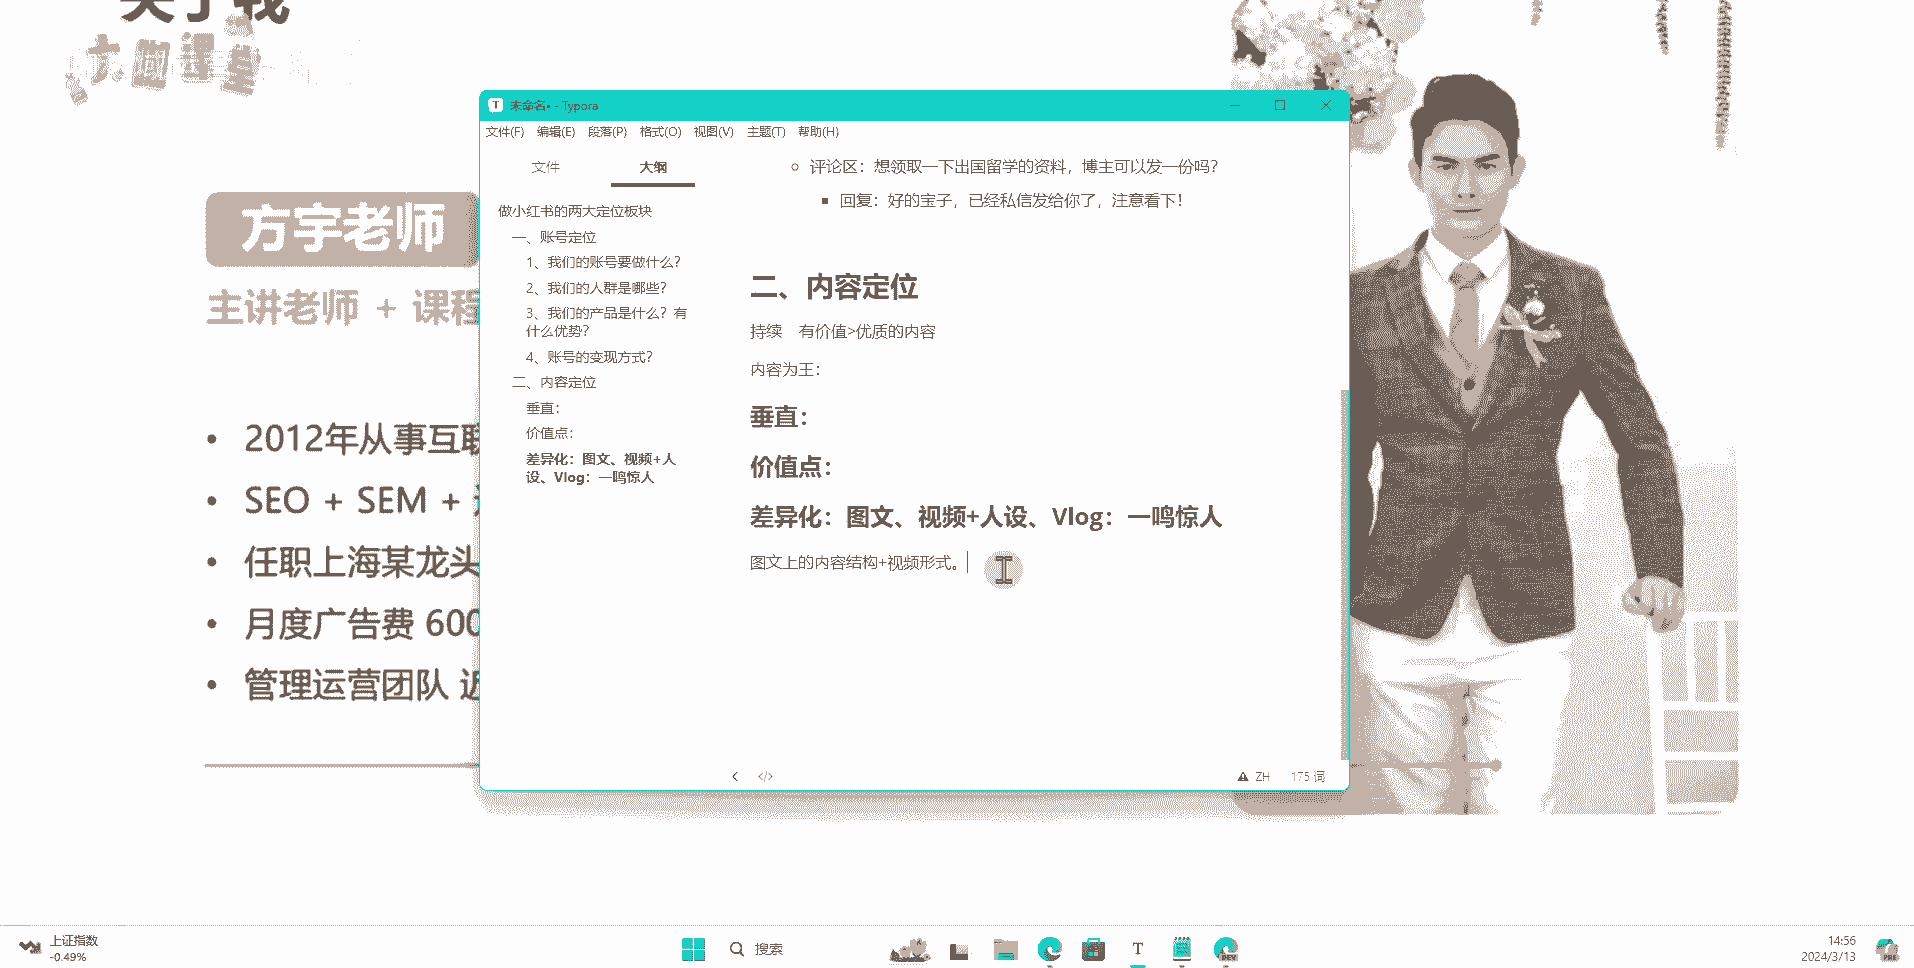 关于我
大咖课堂
方宇老师
主讲老师 + 课程
• 2012年从事互联
• SEO + SEM +
• 任职上海某龙头
• 月度广告费 600
• 管理运营团队 近
未命名• - Typora
文件(F) 编辑(E) 段落(P) 格式(O) 视图(V) 主题(T) 帮助(H)
文件 大纲
做小红书的两大定位板块
一、账号定位
1、我们的账号要做什么？
2、我们的人群是哪些？
3、我们的产品是什么？有
什么优势？
4、账号的变现方式？
二、内容定位
垂直：
价值点：
差异化：图文、视频+人
设、Vlog：一鸣惊人
评论区：想领取一下出国留学的资料，博主可以发一份吗？
回复：好的宝子，已经私信发给你了，注意看下！
二、内容定位
持续 有价值>优质的内容
内容为王：
垂直：
价值点：
差异化：图文、视频+人设、Vlog：一鸣惊人
图文上的内容结构+视频形式。
ZH 175 词
上证指数
-0.49%
搜索
T
DEV
14:56
2024/3/13
PRE